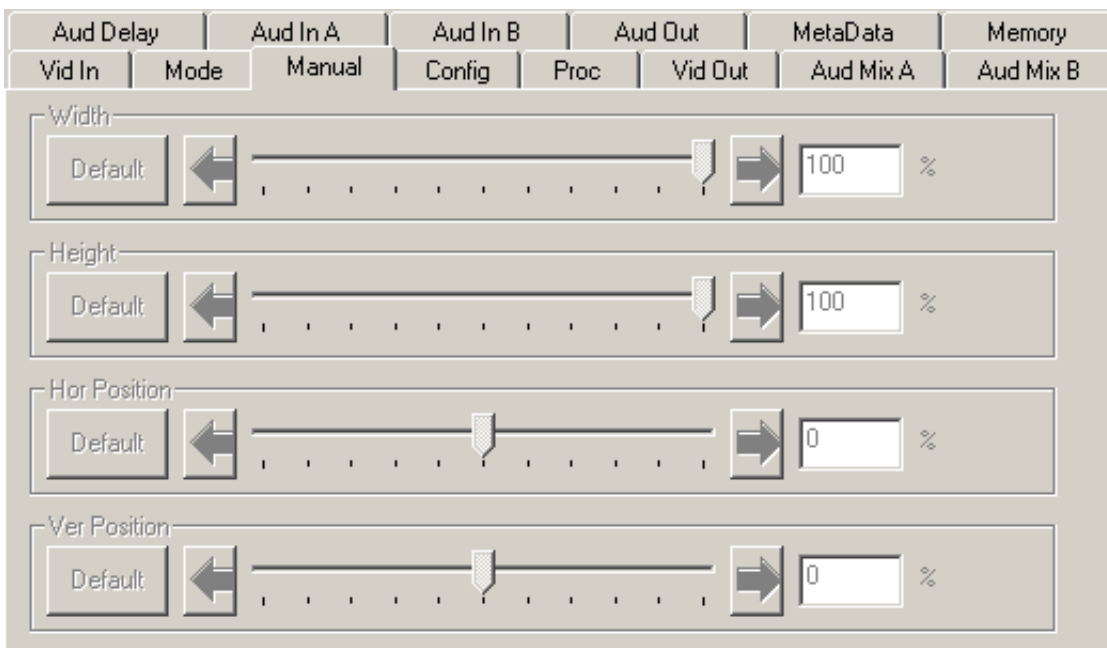 Aud Delay Aud In A Aud In B Aud Out MetaData Memory
Vid In Mode Manual Config Proc Vid Out Aud Mix A Aud Mix B
Width
Default 100 %
Height
Default 100 %
Hor Position
Default 0 %
Ver Position
Default 0 %